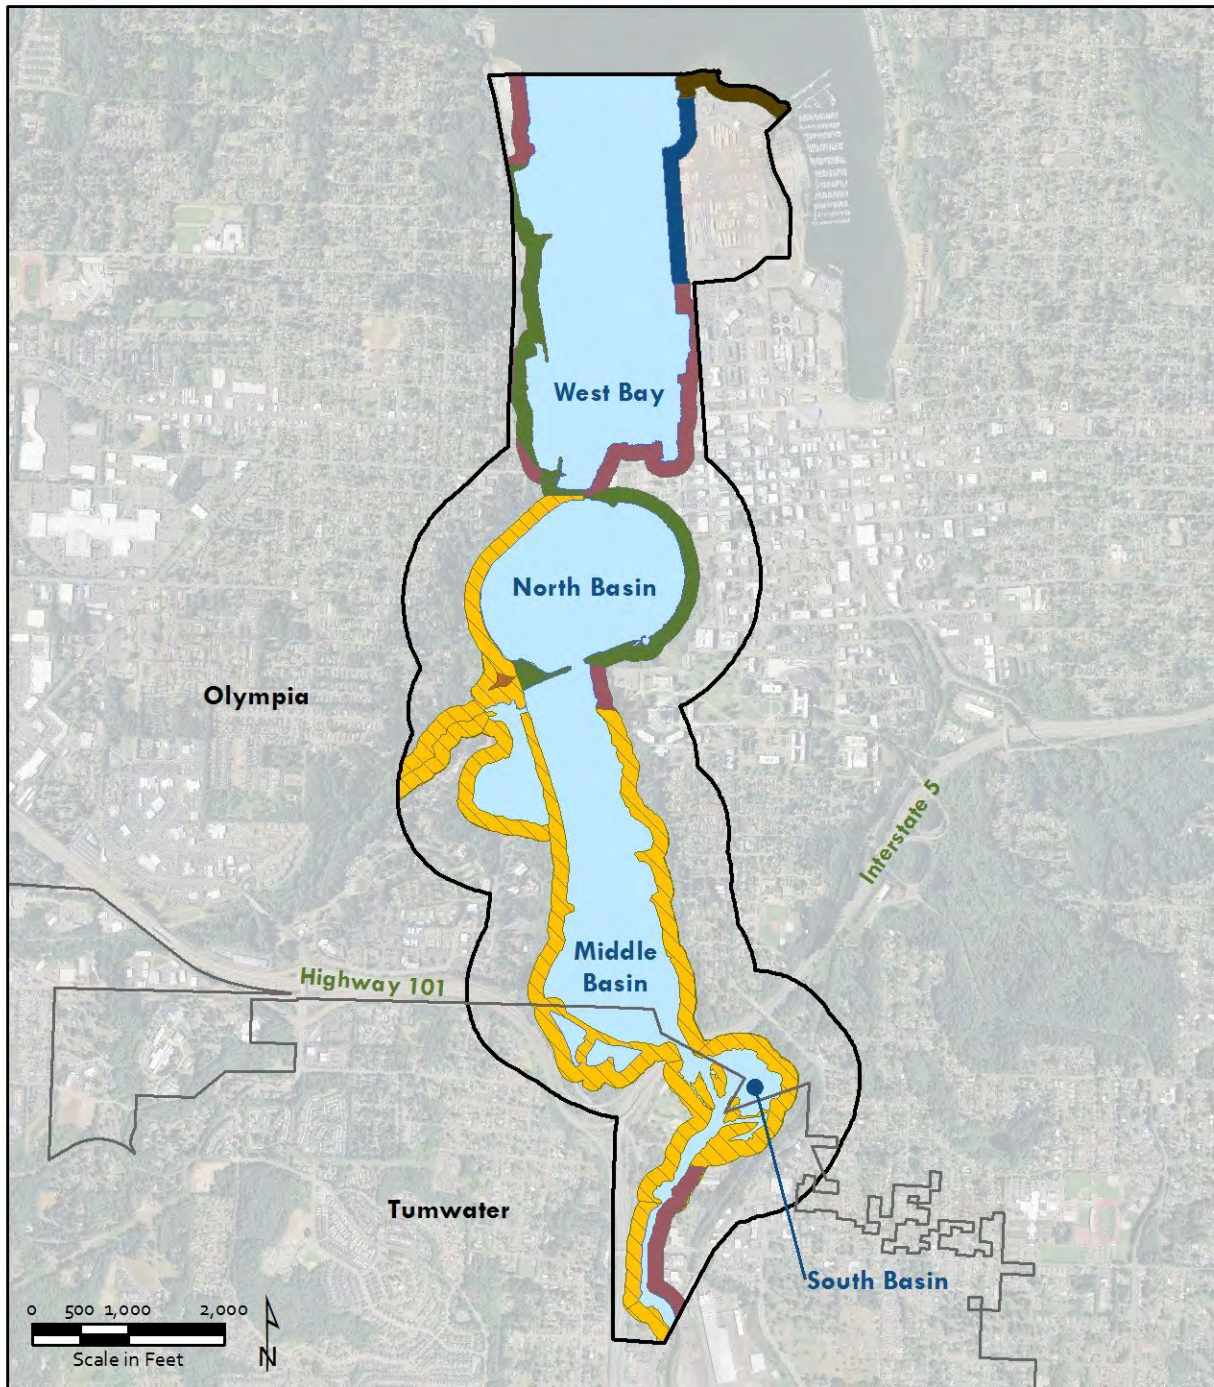 West Bay
North Basin
Olympia
Interstate 5
Middle
Basin
Highway 101
Tumwater
South Basin
0 500 1,000 2,000
Scale in Feet
N